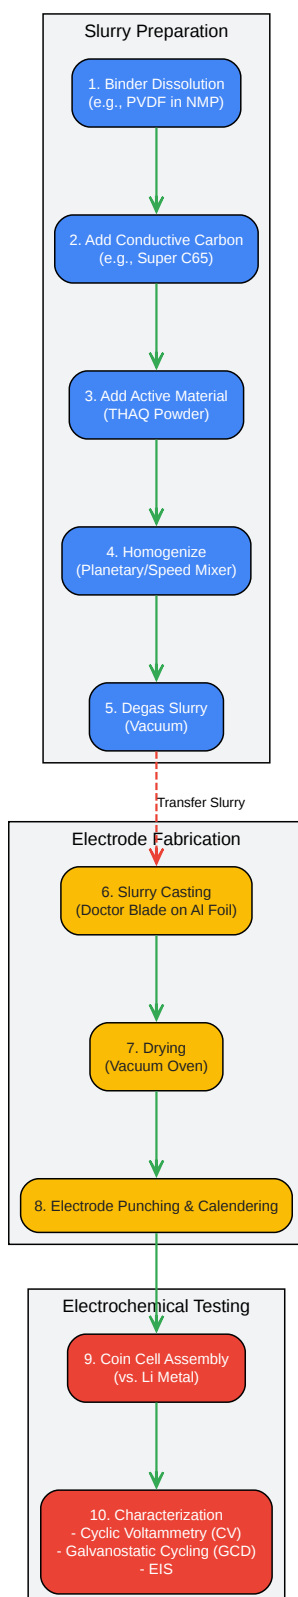 Slurry Preparation
1. Binder Dissolution
(e.g., PVDF in NMP)
2. Add Conductive Carbon
(e.g., Super C65)
3. Add Active Material
(THAQ Powder)
4. Homogenize
(Planetary/Speed Mixer)
5. Degas Slurry
(Vacuum)
Transfer Slurry
Electrode Fabrication
6. Slurry Casting
(Doctor Blade on Al Foil)
7. Drying
(Vacuum Oven)
8. Electrode Punching & Calendering
Electrochemical Testing
9. Coin Cell Assembly
(vs. Li Metal)
10. Characterization
- Cyclic Voltammetry (CV)
- Galvanostatic Cycling (GCD)
- EIS